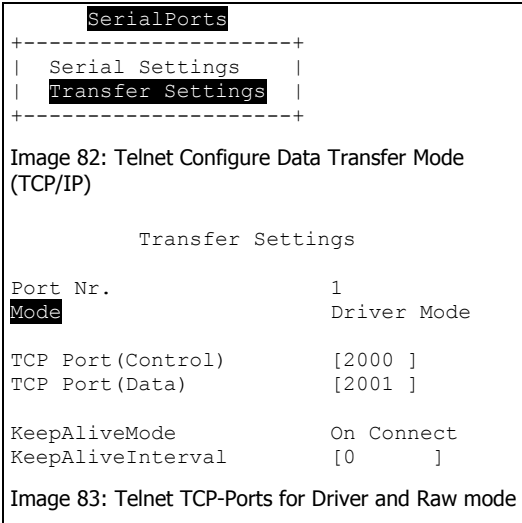 SerialPorts
+----------------------+
|  Serial Settings     |
|  Transfer Settings  |
+----------------------+
Image 82: Telnet Configure Data Transfer Mode
(TCP/IP)
Transfer Settings
Port Nr. 1
Mode Driver Mode
TCP Port(Control) [2000 ]
TCP Port(Data) [2001 ]
KeepAliveMode On Connect
KeepAliveInterval [0      ]
Image 83: Telnet TCP-Ports for Driver and Raw mode